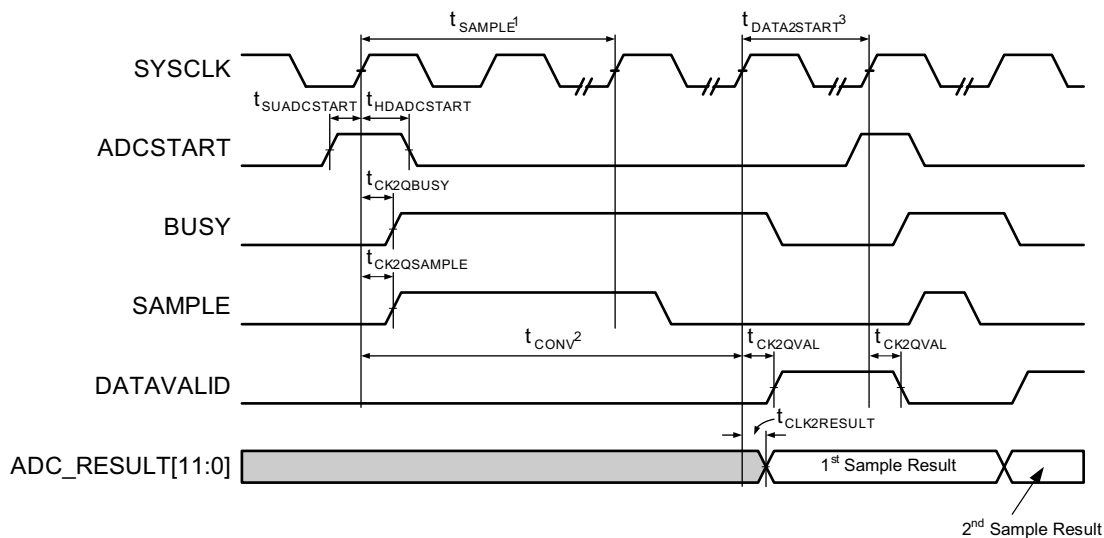 tSAMPLE1
tDATA2START3
SYSCLK
tSUADCSTART
tHDADCSTART
ADCSTART
tCK2QBUSY
BUSY
tCK2QSAMPLE
SAMPLE
tCONV2
tCK2QVAL
tCK2QVAL
DATAVALID
tCLK2RESULT
ADC_RESULT[11:0]
1st Sample Result
2nd Sample Result